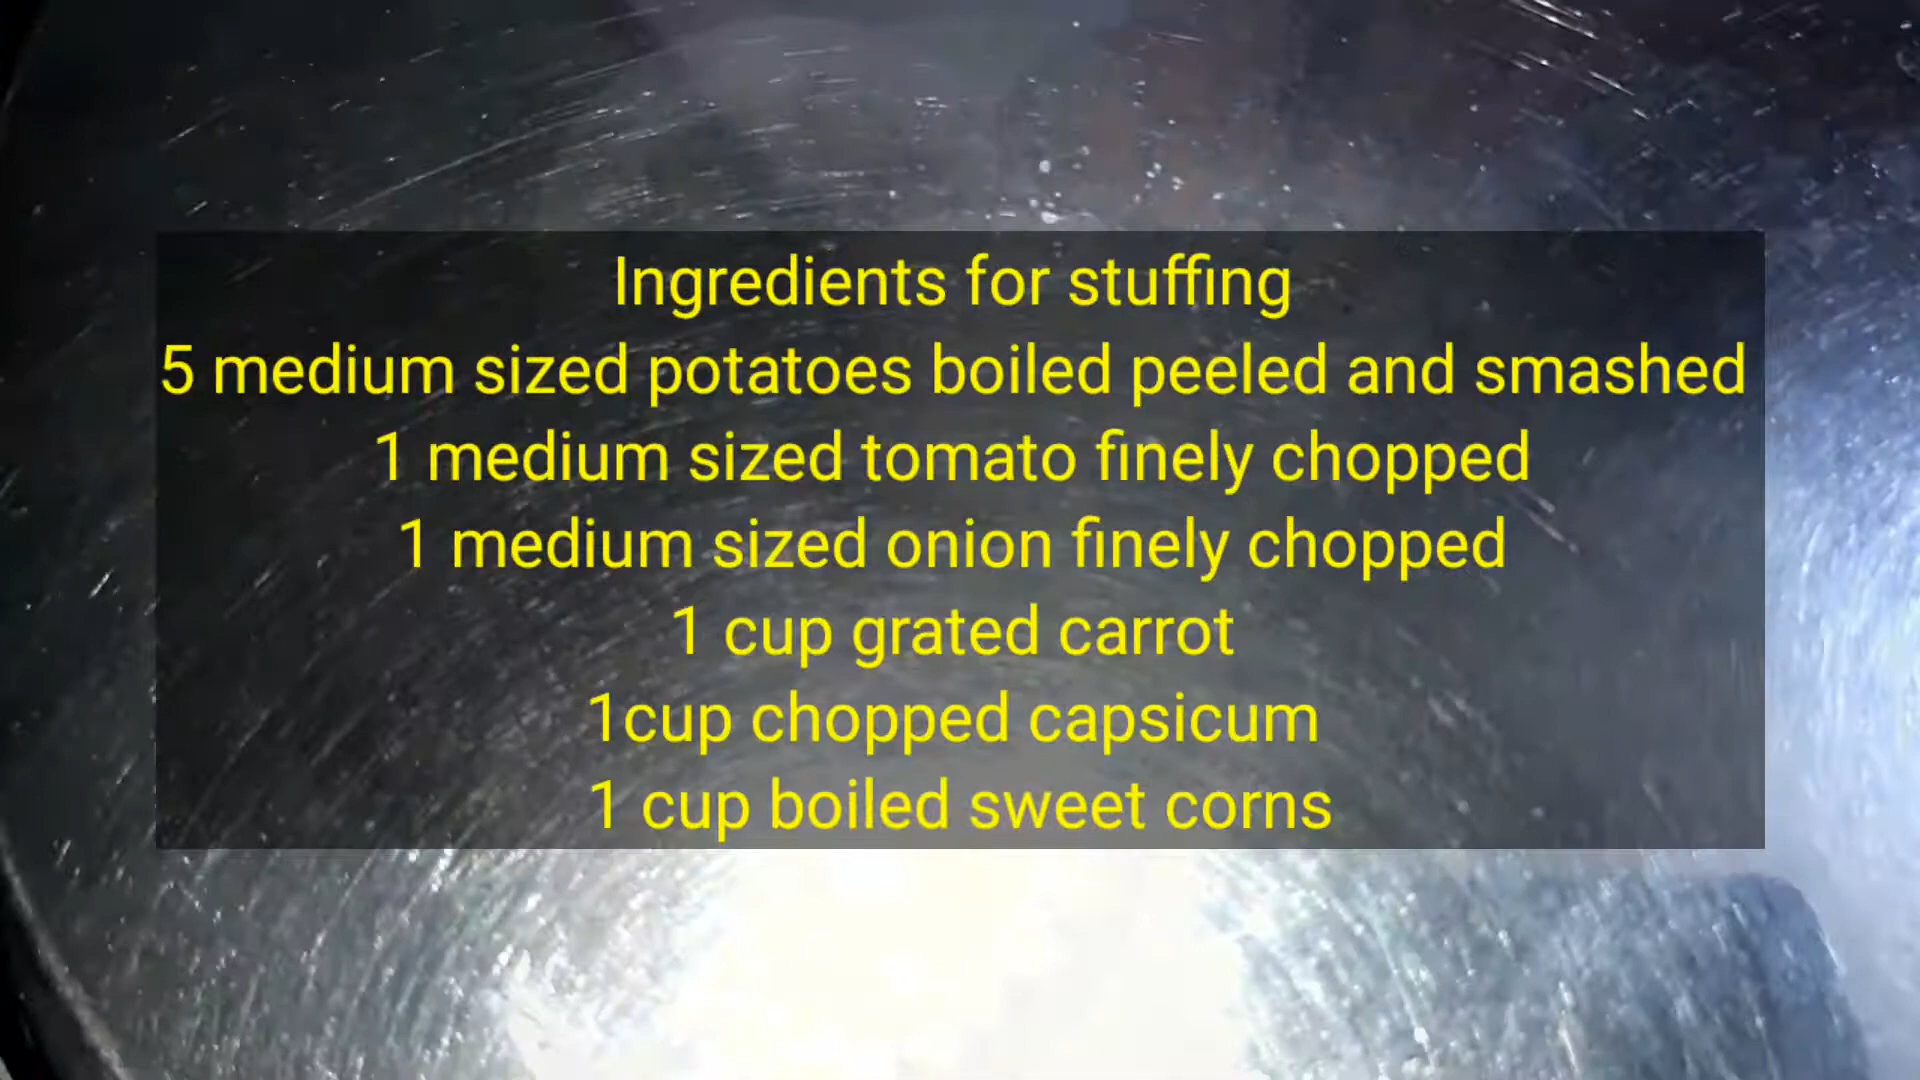 Ingredients for stuffing
5 medium sized potatoes boiled peeled and smashed
1 medium sized tomato finely chopped
1 medium sized onion finely chopped
1 cup grated carrot
1cup chopped capsicum
1 cup boiled sweet corns